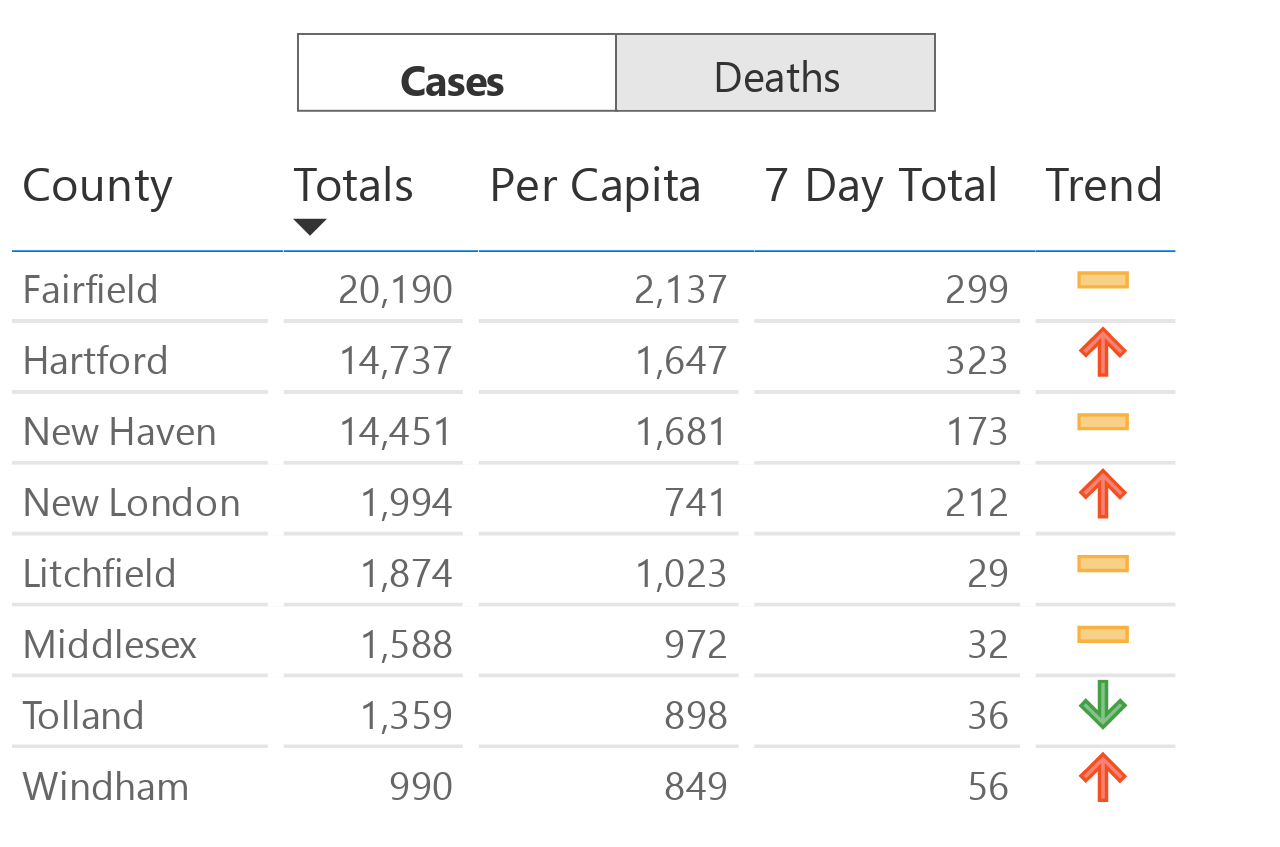 Cases Deaths
County Totals Per Capita 7 Day Total Trend
Fairfield 20,190 2,137 299
Hartford 14,737 1,647 323
New Haven 14,451 1,681 173
New London 1,994 741 212
Litchfield 1,874 1,023 29
Middlesex 1,588 972 32
Tolland 1,359 898 36
Windham 990 849 56